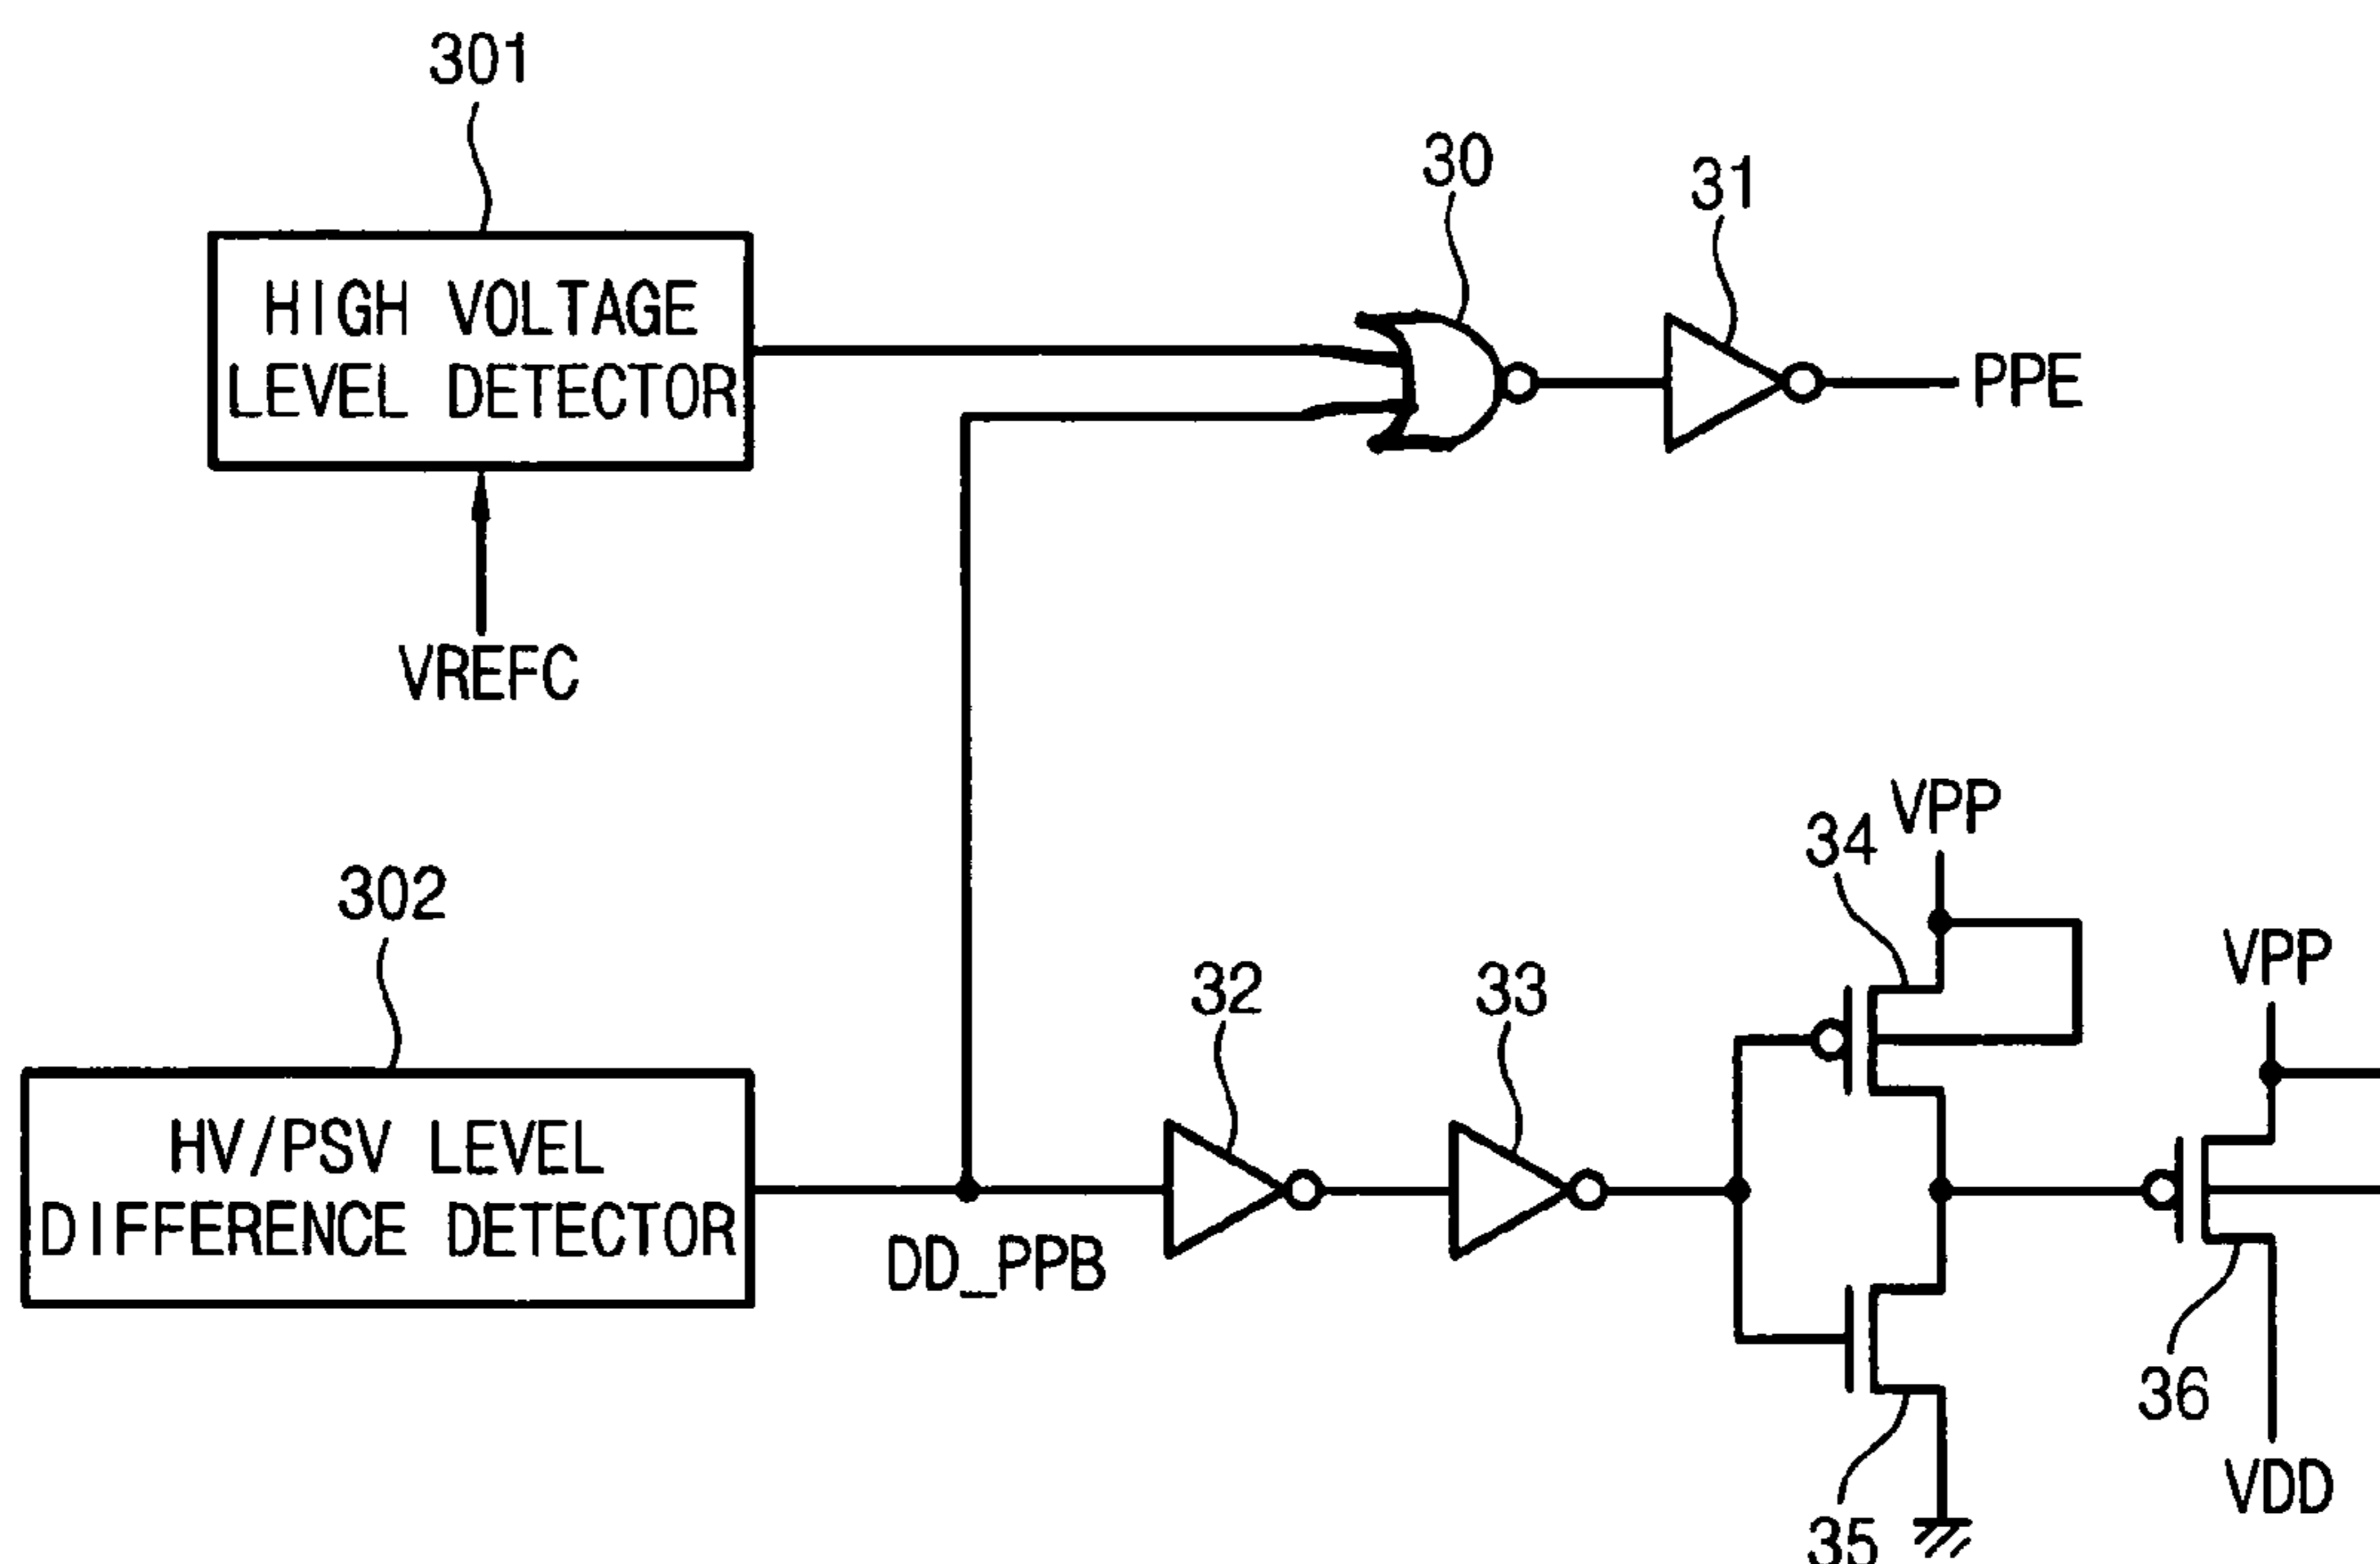 301
30
31
HIGH VOLTAGE
LEVEL DETECTOR
PPE
VREFC
VPP
34
302
VPP
32
33
HV/PSV LEVEL
DIFFERENCE DETECTOR
DD_PPB
36
VDD
35